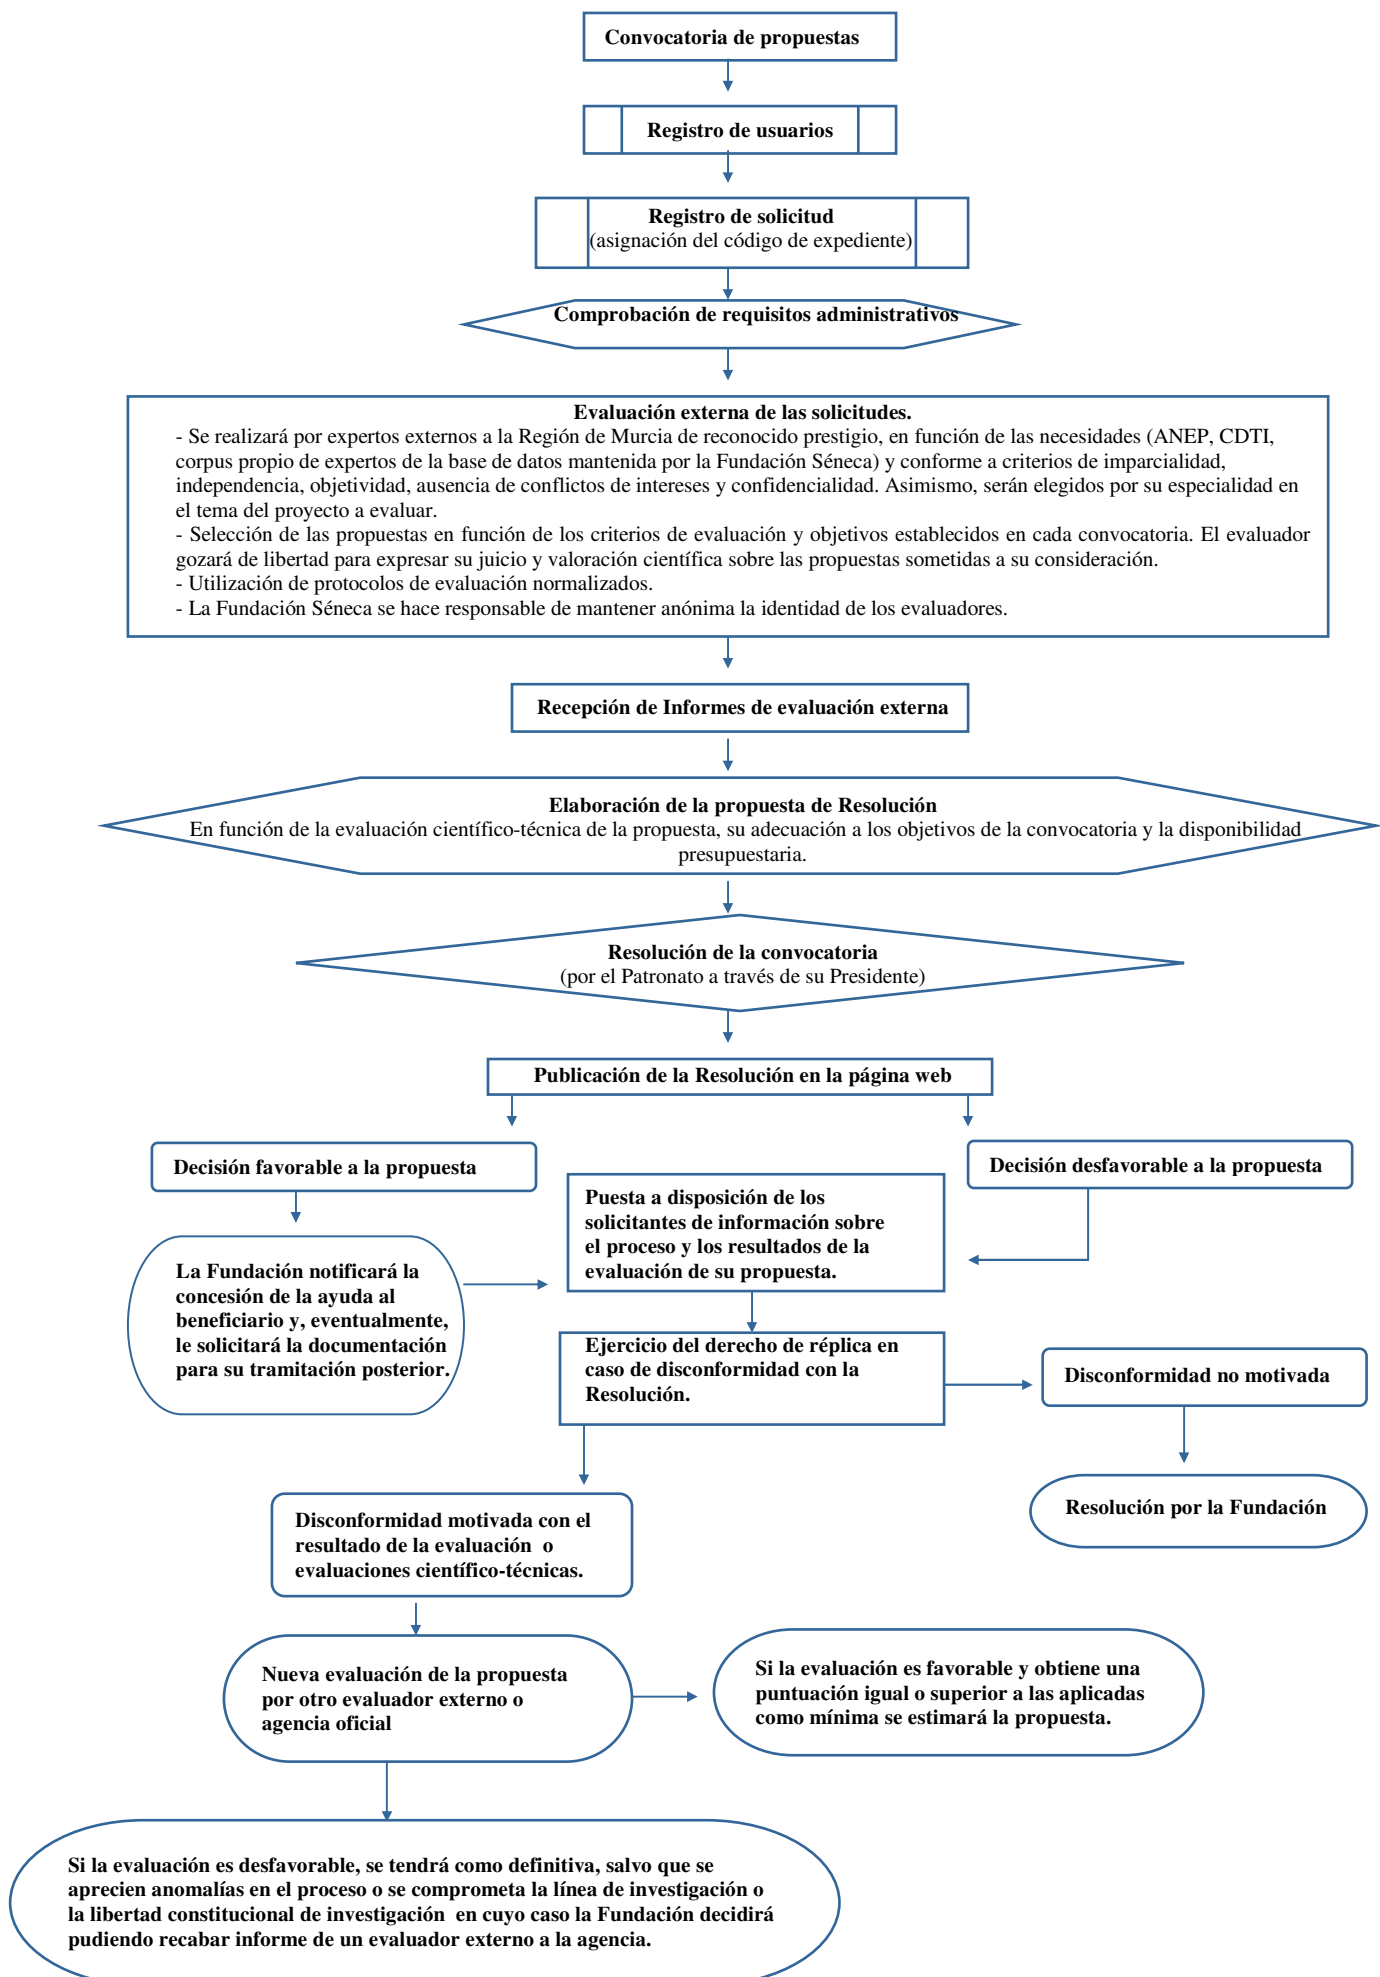 Convocatoria de propuestas
Registro de usuarios
Registro de solicitud
(asignación del código de expediente)
Comprobación de requisitos administrativos
Evaluación externa de las solicitudes.
- Se realizará por expertos externos a la Región de Murcia de reconocido prestigio, en función de las necesidades (ANEP, CDTI,
corpus propio de expertos de la base de datos mantenida por la Fundación Séneca) y conforme a criterios de imparcialidad,
independencia, objetividad, ausencia de conflictos de intereses y confidencialidad. Asimismo, serán elegidos por su especialidad en
el tema del proyecto a evaluar.
- Selección de las propuestas en función de los criterios de evaluación y objetivos establecidos en cada convocatoria. El evaluador
gozará de libertad para expresar su juicio y valoración científica sobre las propuestas sometidas a su consideración.
- Utilización de protocolos de evaluación normalizados.
- La Fundación Séneca se hace responsable de mantener anónima la identidad de los evaluadores.
Recepción de Informes de evaluación externa
Elaboración de la propuesta de Resolución
En función de la evaluación científico-técnica de la propuesta, su adecuación a los objetivos de la convocatoria y la disponibilidad
presupuestaria.
Resolución de la convocatoria
(por el Patronato a través de su Presidente)
Publicación de la Resolución en la página web
Decisión favorable a la propuesta
Decisión desfavorable a la propuesta
Puesta a disposición de los
solicitantes de información sobre
el proceso y los resultados de la
evaluación de su propuesta.
La Fundación notificará la
concesión de la ayuda al
beneficiario y, eventualmente,
le solicitará la documentación
para su tramitación posterior.
Ejercicio del derecho de réplica en
caso de disconformidad con la
Resolución.
Disconformidad no motivada
Resolución por la Fundación
Disconformidad motivada con el
resultado de la evaluación o
evaluaciones científico-técnicas.
Nueva evaluación de la propuesta
por otro evaluador externo o
agencia oficial
Si la evaluación es favorable y obtiene una
puntuación igual o superior a las aplicadas
como mínima se estimará la propuesta.
Si la evaluación es desfavorable, se tendrá como definitiva, salvo que se
aprecien anomalías en el proceso o se comprometa la línea de investigación o
la libertad constitucional de investigación en cuyo caso la Fundación decidirá
pudiendo recabar informe de un evaluador externo a la agencia.